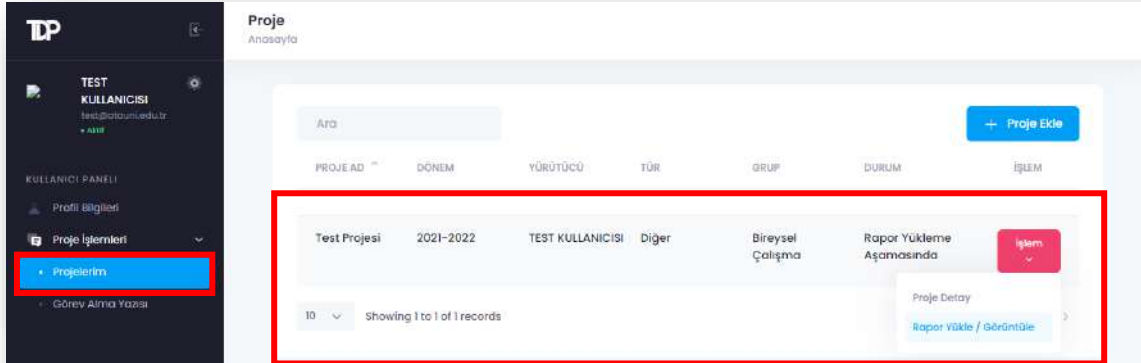 TDP
Proje
Anasayfa
TEST
KULLANICISI
test@atauni.edu.tr
• Aktif
KULLANICI PANELİ
Profil Bilgileri
Proje İşlemleri
Projelerim
Görev Alma Yazısı
Ara
+ Proje Ekle
PROJE AD DÖNEM YÜRÜTÜCÜ TÜR GRUP DURUM İŞLEM
Test Projesi 2021-2022 TEST KULLANICISI Diğer Bireysel Çalışma Rapor Yükleme Aşamasında İşlem
Proje Detay
Rapor Yükle / Görüntüle
10 Showing 1 to 1 of 1 records